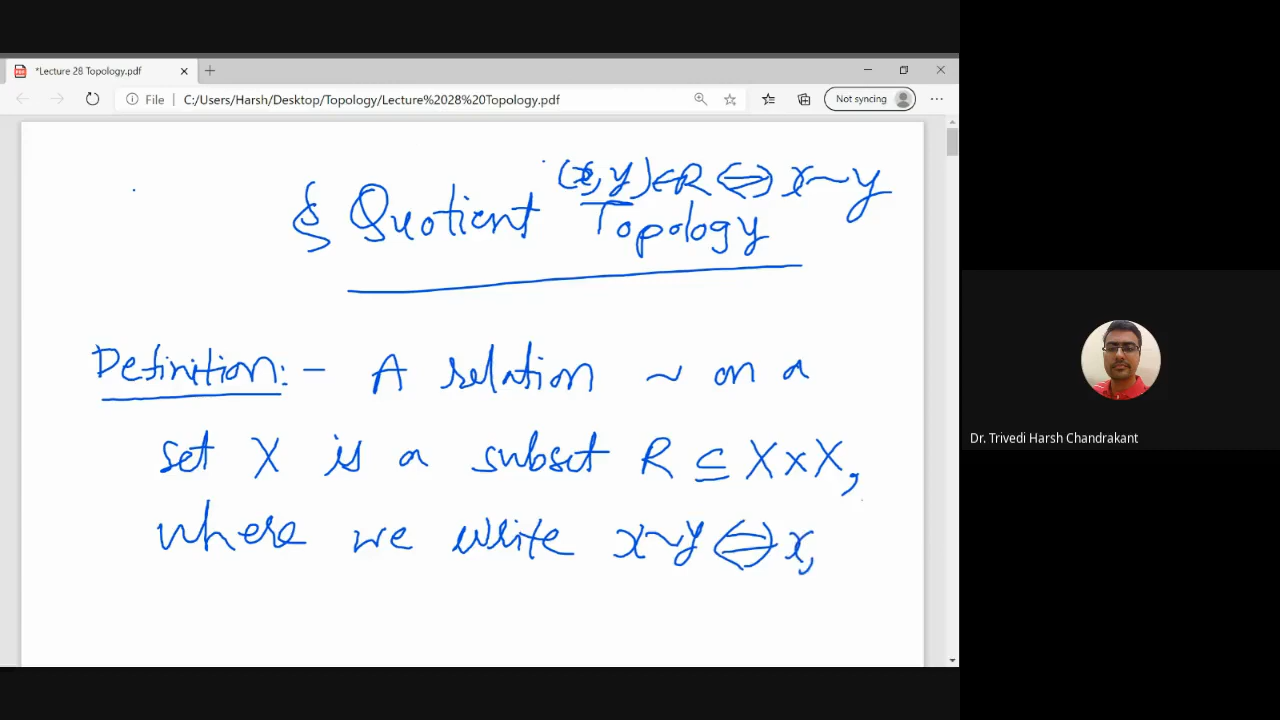 *Lecture 28 Topology.pdf
File | C:/Users/Harsh/Desktop/Topology/Lecture%2028%20Topology.pdf
Not syncing
(x, y) ∈ R ⇔ x ~ y
§ Quotient Topology
Definition: - A relation ~ on a
set X is a subset R ⊆ X x X,
where we write x~y ⇔ x,
Dr. Trivedi Harsh Chandrakant